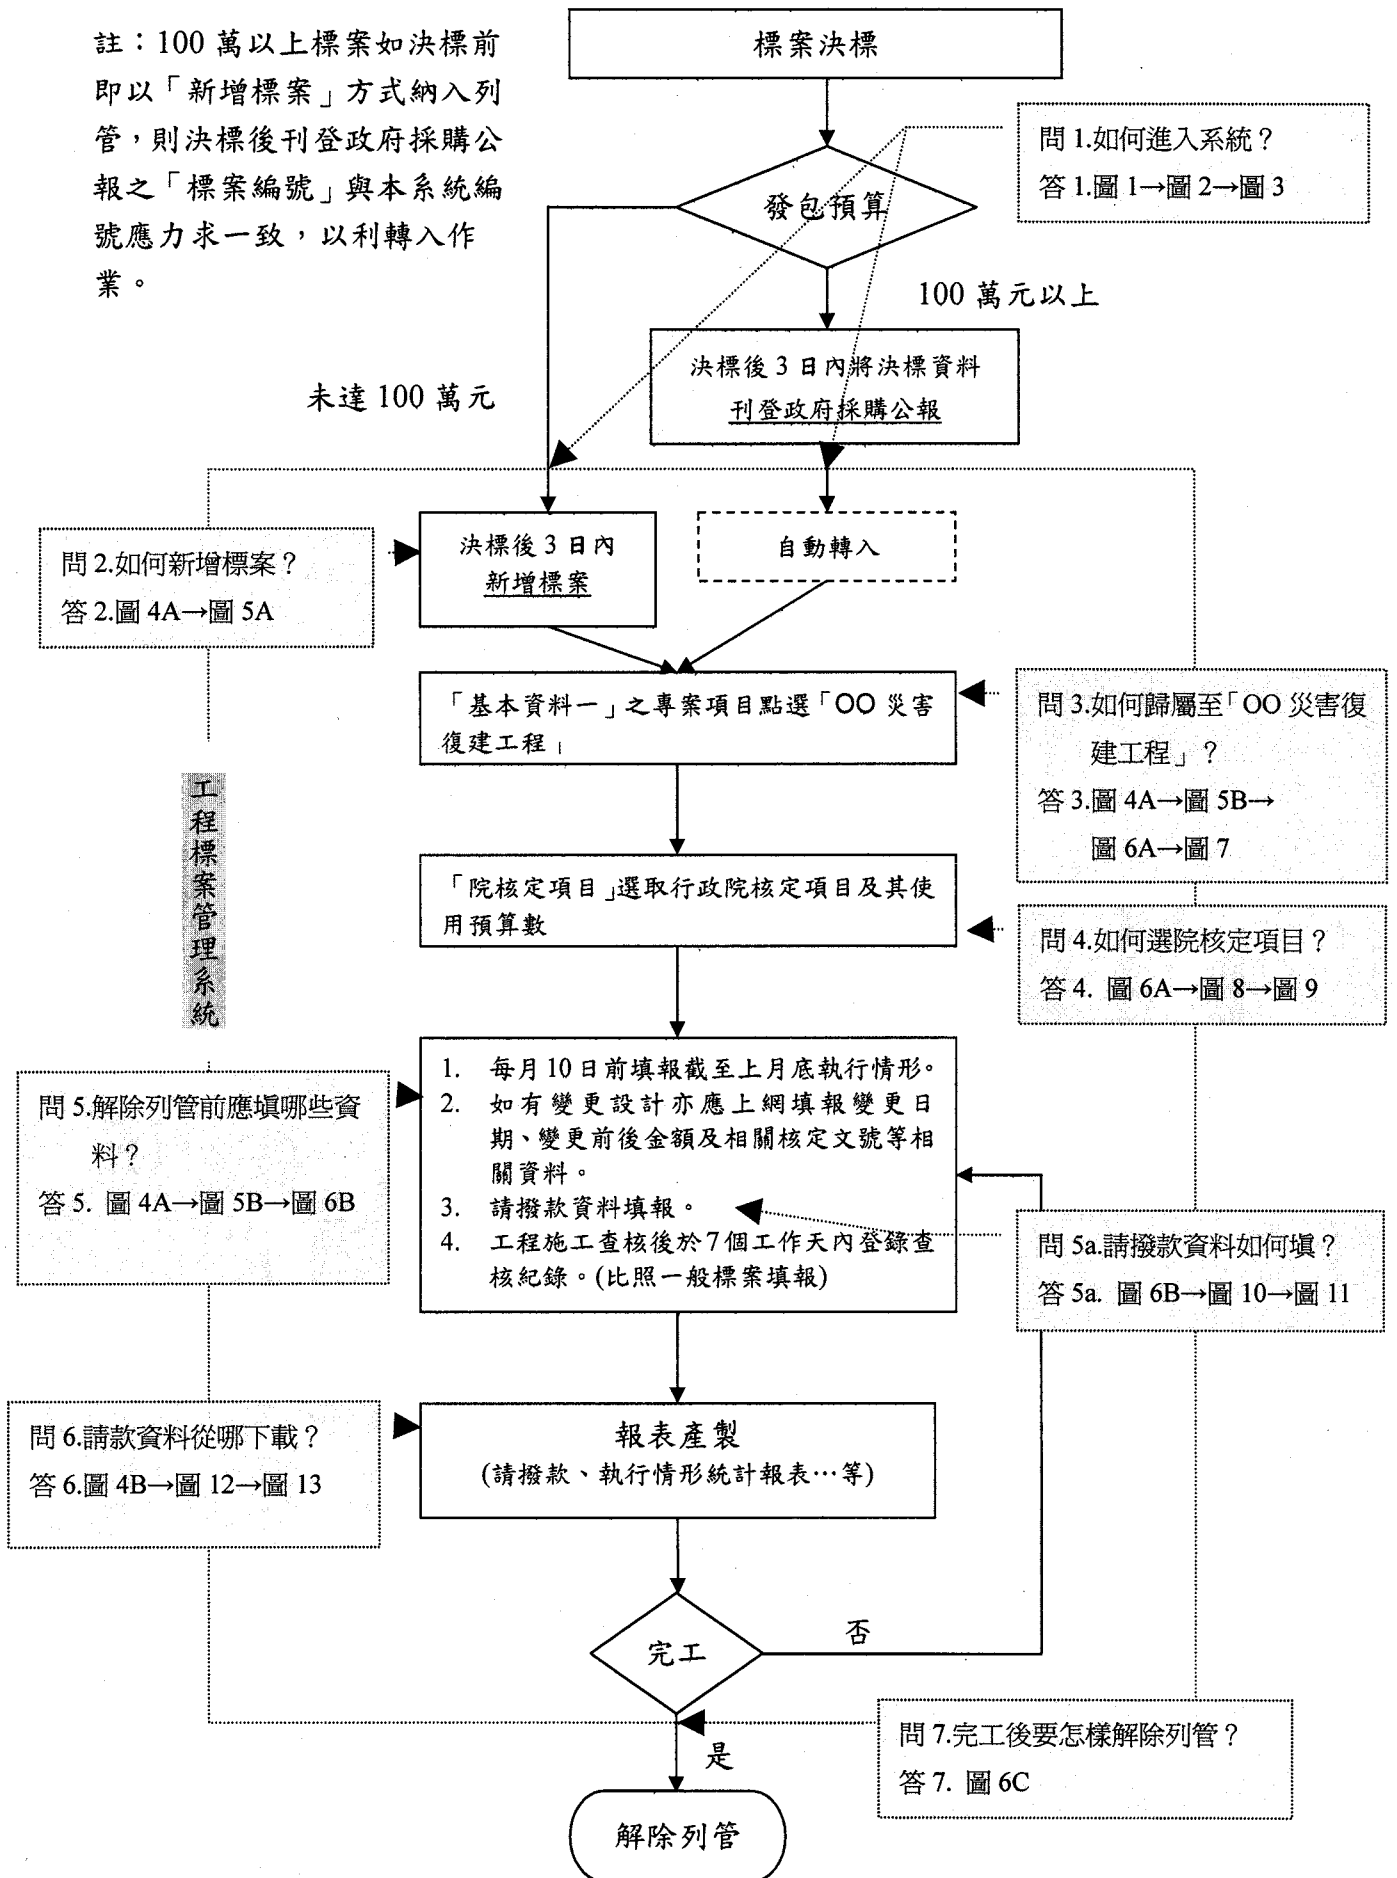 註：100 萬以上標案如決標前
即以「新增標案」方式納入列
管，則決標後刊登政府採購公
報之「標案編號」與本系統編
號應力求一致，以利轉入作
業。
標案決標
問 1.如何進入系統？
答 1.圖 1→圖 2→圖 3
發包預算
100 萬元以上
未達 100 萬元
決標後 3 日內將決標資料
刊登政府採購公報
問 2.如何新增標案？
答 2.圖 4A→圖 5A
決標後 3 日內
新增標案
自動轉入
「基本資料一」之專案項目點選「OO 災害
復建工程」
問 3.如何歸屬至「OO 災害復
建工程」？
答 3.圖 4A→圖 5B→
圖 6A→圖 7
工程標案管理系統
「院核定項目」選取行政院核定項目及其使
用預算數
問 4.如何選院核定項目？
答 4. 圖 6A→圖 8→圖 9
問 5.解除列管前應填哪些資
料？
答 5. 圖 4A→圖 5B→圖 6B
1. 每月 10 日前填報截至上月底執行情形。
2. 如有變更設計亦應上網填報變更日
期、變更前後金額及相關核定文號等相
關資料。
3. 請撥款資料填報。
4. 工程施工查核後於 7 個工作天內登錄查
核紀錄。(比照一般標案填報)
問 5a.請撥款資料如何填？
答 5a. 圖 6B→圖 10→圖 11
問 6.請款資料從哪下載？
答 6.圖 4B→圖 12→圖 13
報表產製
(請撥款、執行情形統計報表…等)
完工
否
是
問 7.完工後要怎樣解除列管？
答 7. 圖 6C
解除列管